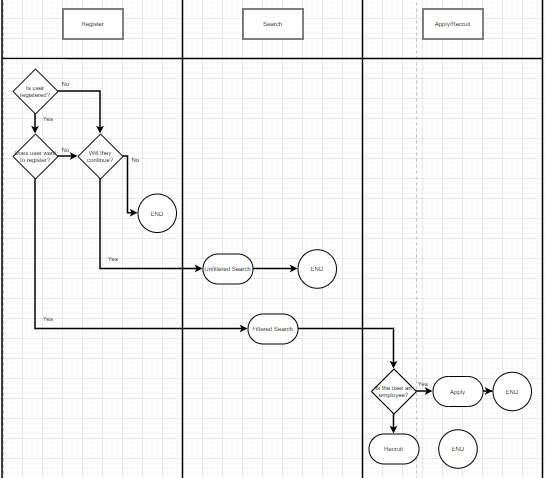 Register
Search
Apply/Recruit
Is user
registered?
No
Yes
Does user want
to register?
No
Will they
continue?
No
END
Yes
Unfiltered Search
END
Yes
Filtered Search
Is the user an
employee?
Yes
Apply
END
Recruit
END